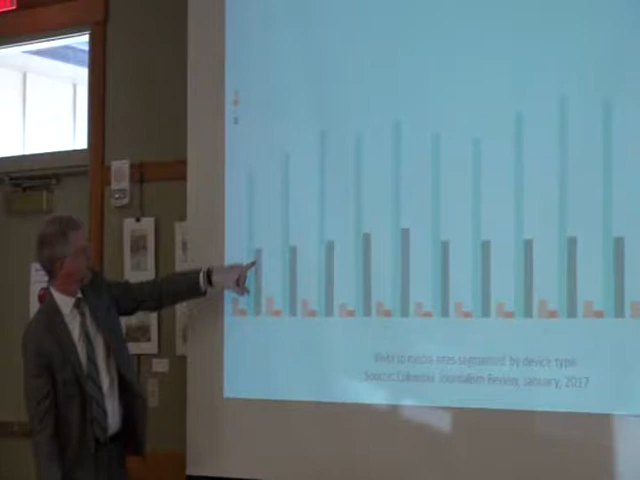 Visits to media sites segmented by device type
Source: Columbia Journalism Review, January, 2017